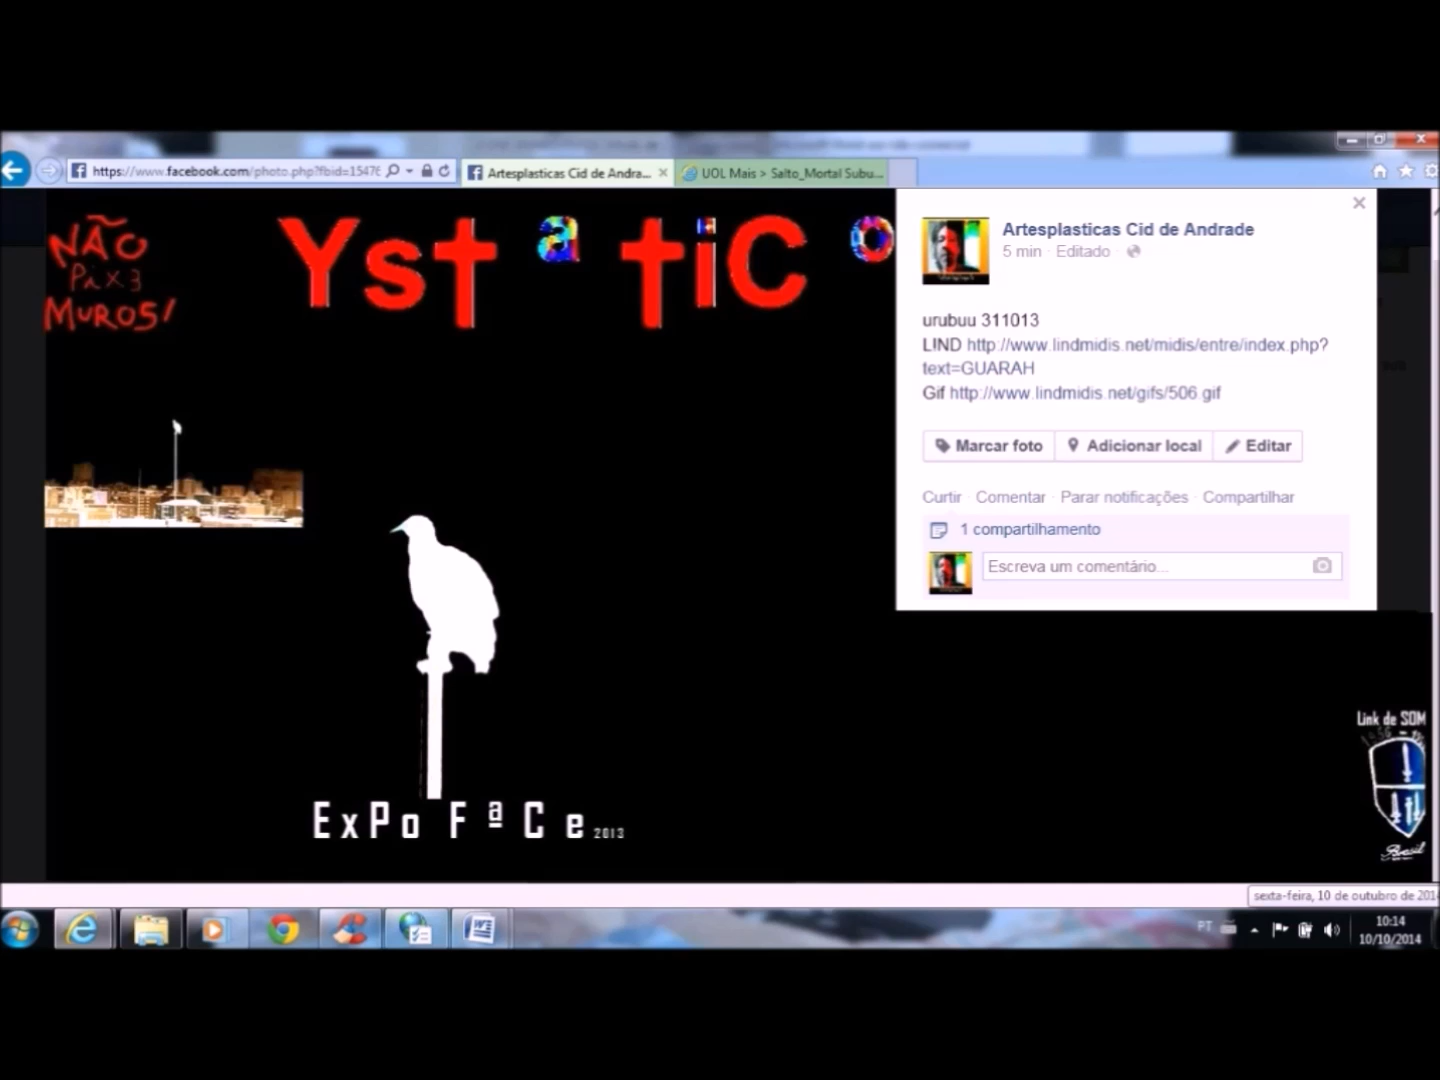 https://www.facebook.com/photo.php?fbid=1547
Artesplasticas Cid de Andra...
UOL Mais > Salto_Mortal Subu...
NÃO
Pix3
MUROS!
Ystatico
Artesplasticas Cid de Andrade
5 min · Editado
urubuu 311013
LIND http://www.lindmidis.net/midis/entre/index.php?
text=GUARAH
Gif http://www.lindmidis.net/gifs/506.gif
Marcar foto
Adicionar local
Editar
Curtir · Comentar · Parar notificações · Compartilhar
1 compartilhamento
Escreva um comentário...
Link de SOM
Brasil
ExPo FªCe 2013
sexta-feira, 10 de outubro de 201
PT
10:14
10/10/2014